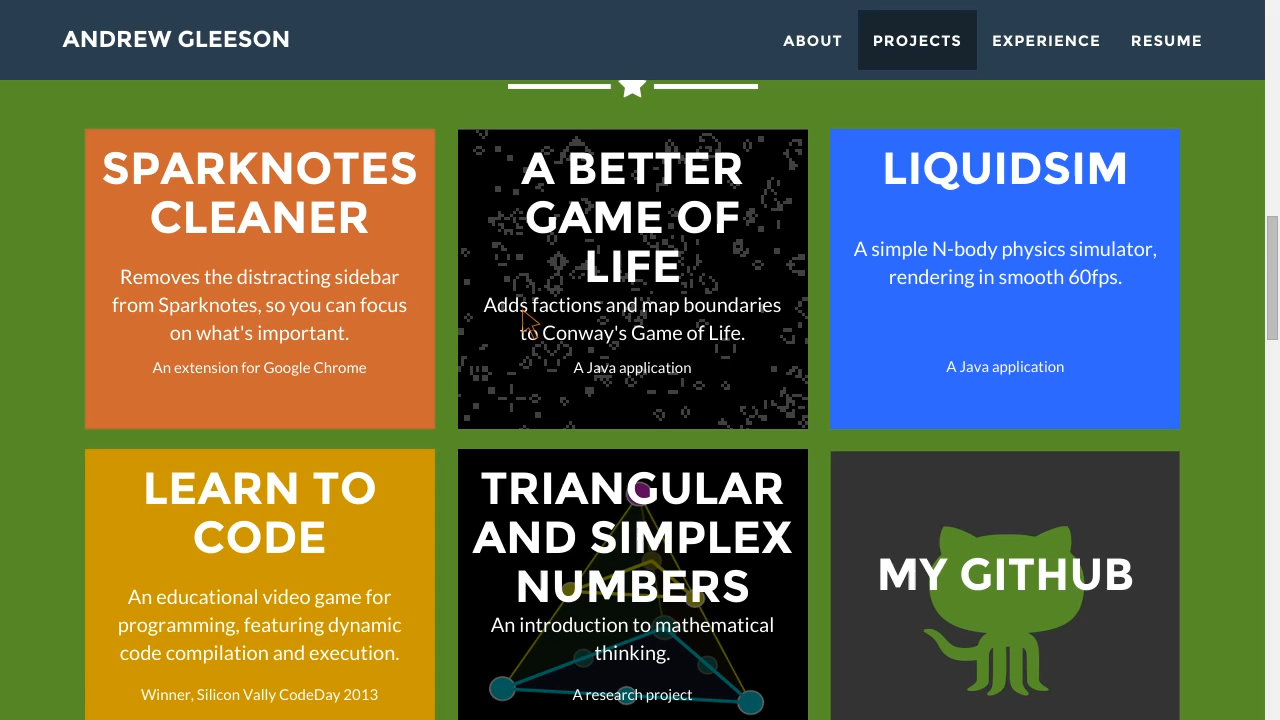 ANDREW GLEESON
ABOUT
PROJECTS
EXPERIENCE
RESUME
SPARKNOTES
CLEANER
Removes the distracting sidebar
from Sparknotes, so you can focus
on what's important.
An extension for Google Chrome
A BETTER
GAME OF
LIFE
Adds factions and map boundaries
to Conway's Game of Life.
A Java application
LIQUIDSIM
A simple N-body physics simulator,
rendering in smooth 60fps.
A Java application
LEARN TO
CODE
An educational video game for
programming, featuring dynamic
code compilation and execution.
Winner, Silicon Vally CodeDay 2013
TRIANGULAR
AND SIMPLEX
NUMBERS
An introduction to mathematical
thinking.
A research project
MY GITHUB